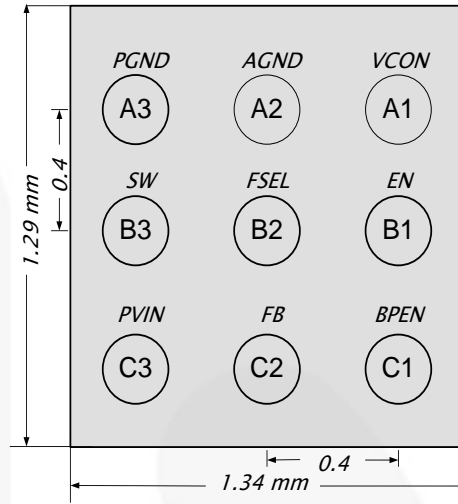 PGND AGND VCON
A3 A2 A1
0.4
1.29 mm
SW FSEL EN
B3 B2 B1
PVIN FB BPEN
C3 C2 C1
0.4
1.34 mm